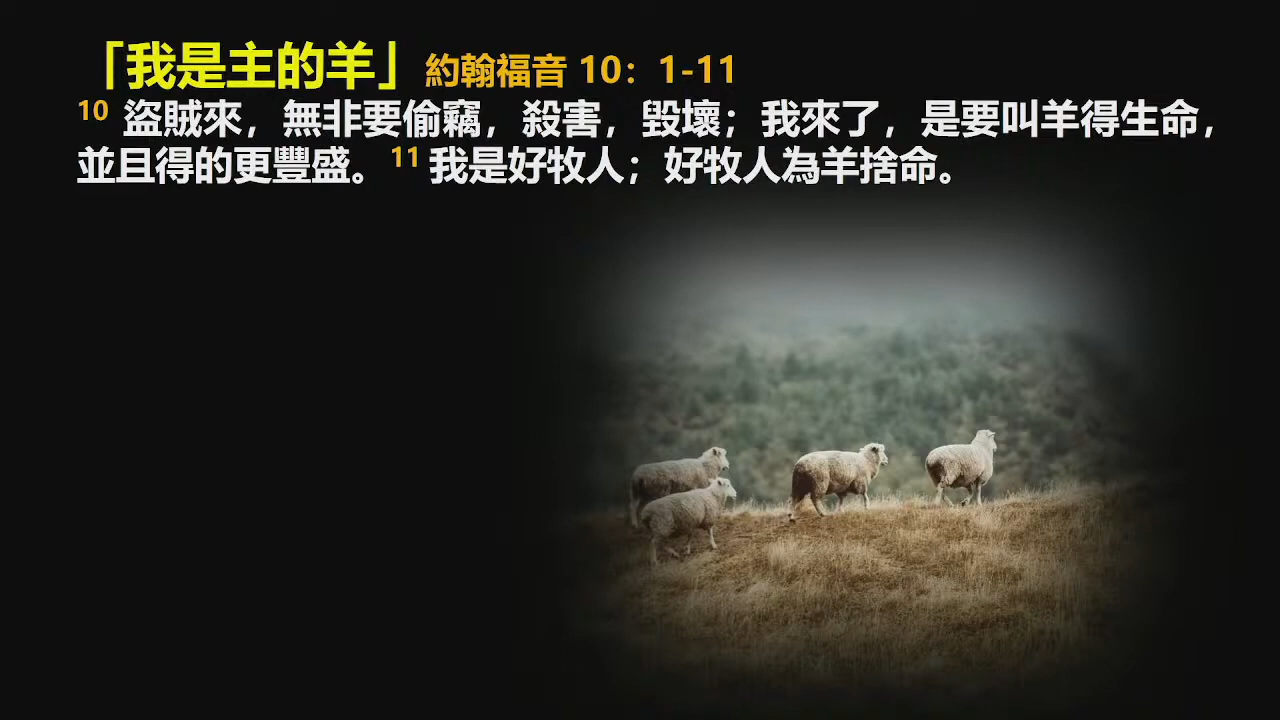 「我是主的羊」約翰福音 10：1-11
10 盜賊來，無非要偷竊，殺害，毀壞；我來了，是要叫羊得生命，
並且得的更豐盛。 11 我是好牧人；好牧人為羊捨命。